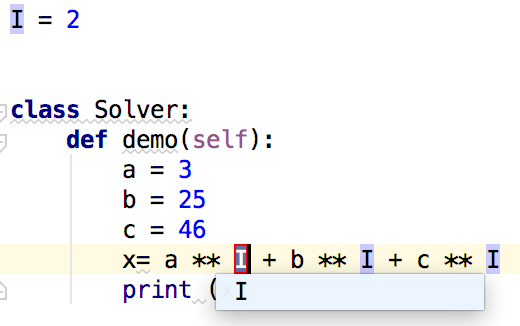 I = 2
class Solver:
def demo(self):
a = 3
b = 25
c = 46
x= a ** I + b ** I + c ** I
print (
I